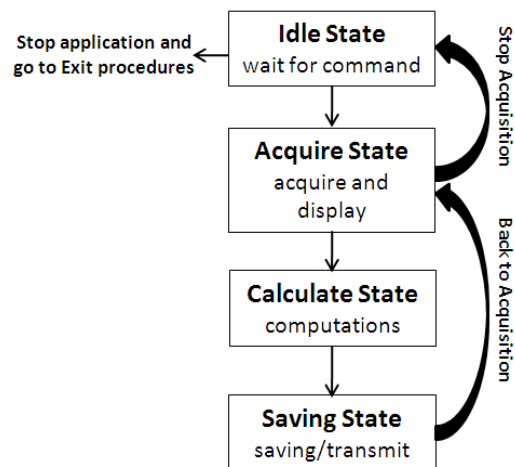 Stop application and
go to Exit procedures
Idle State
wait for command
Stop Acquisition
Acquire State
acquire and
display
Back to Acquisition
Calculate State
computations
Saving State
saving/transmit